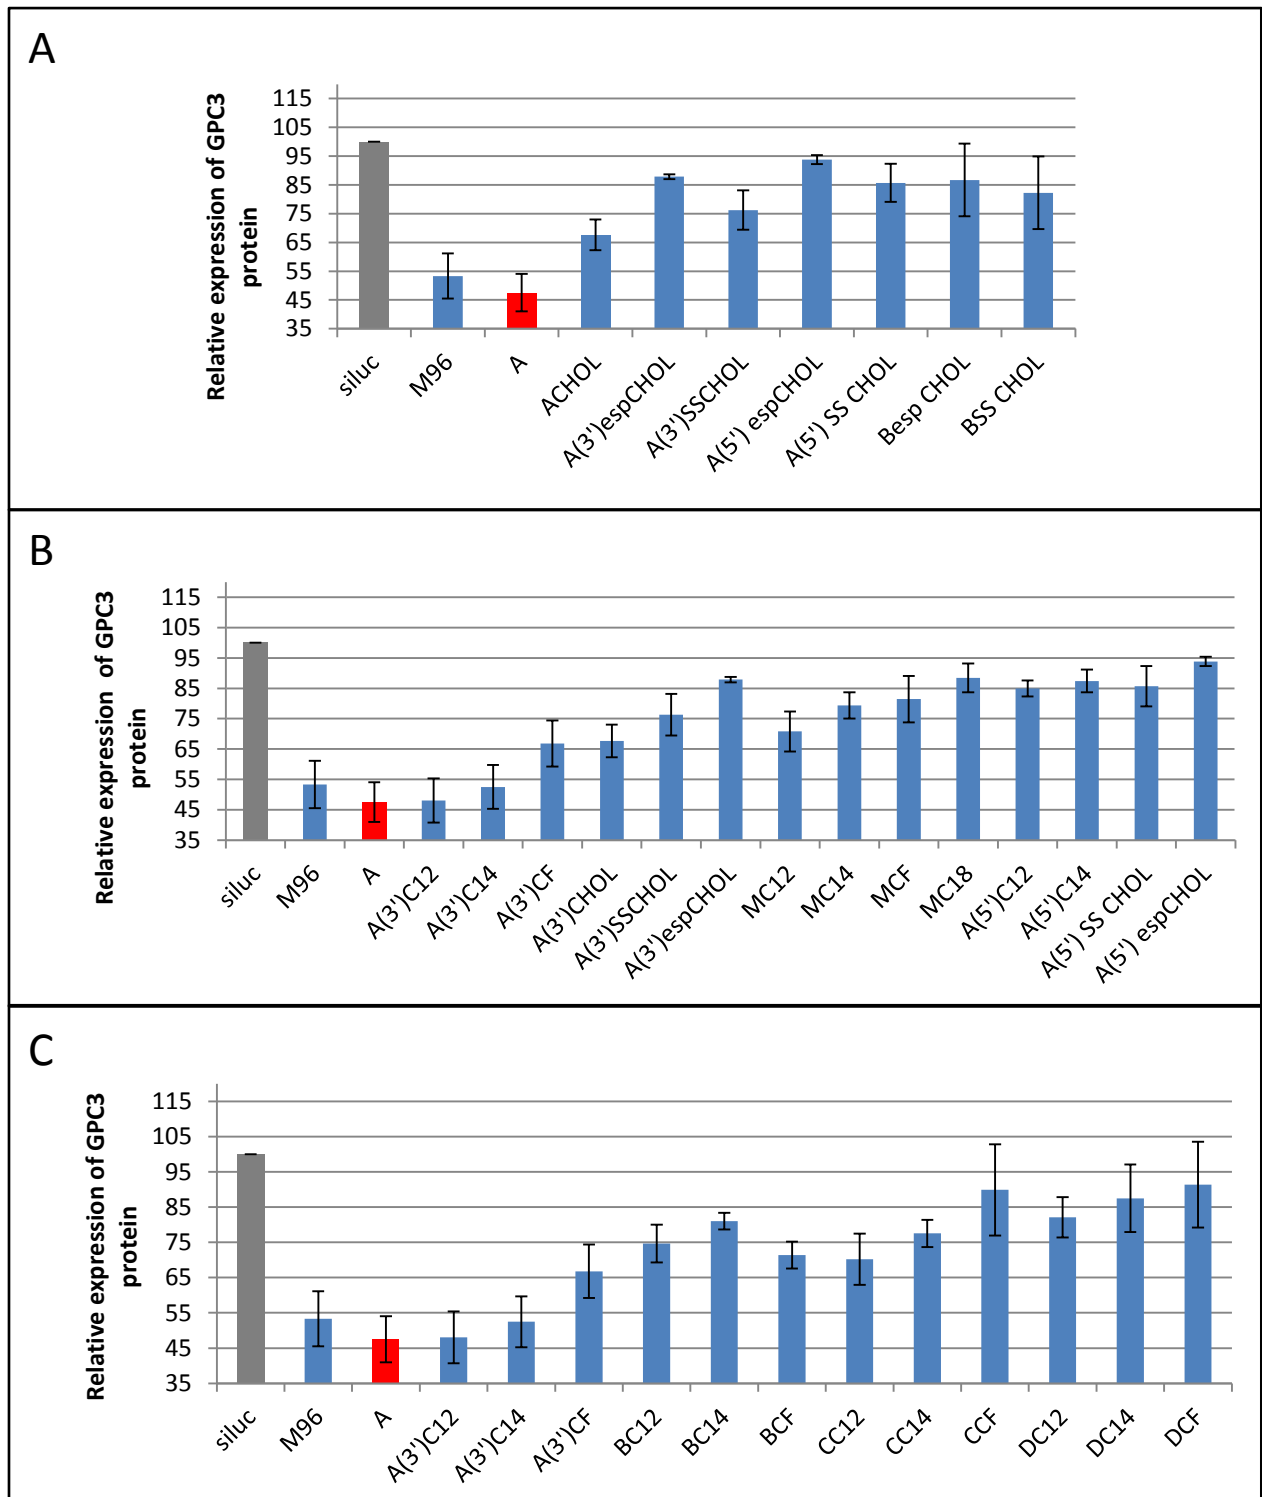 A
Relative expression of GPC3
protein
115
105
95
85
75
65
55
45
35
siluc
M96
A
ACHOL
A(3')espCHOL
A(3')SSCHOL
A(5') espCHOL
A(5') SS CHOL
Besp CHOL
BSS CHOL
B
Relative expression of GPC3
protein
115
105
95
85
75
65
55
45
35
siluc
M96
A
A(3')C12
A(3')C14
A(3')CF
A(3')CHOL
A(3')SSCHOL
A(3')espCHOL
MC12
MC14
MCF
MC18
A(5')C12
A(5')C14
A(5') SS CHOL
A(5') espCHOL
C
Relative expression of GPC3
protein
115
105
95
85
75
65
55
45
35
siluc
M96
A
A(3')C12
A(3')C14
A(3')CF
BC12
BC14
BCF
CC12
CC14
CCF
DC12
DC14
DCF